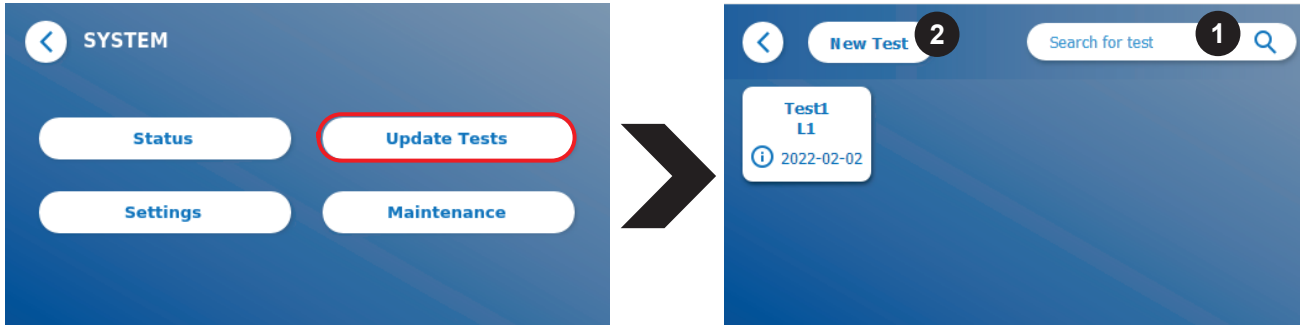 SYSTEM
Status
Update Tests
Settings
Maintenance
New Test
2
Search for test
1
Test1
L1
2022-02-02